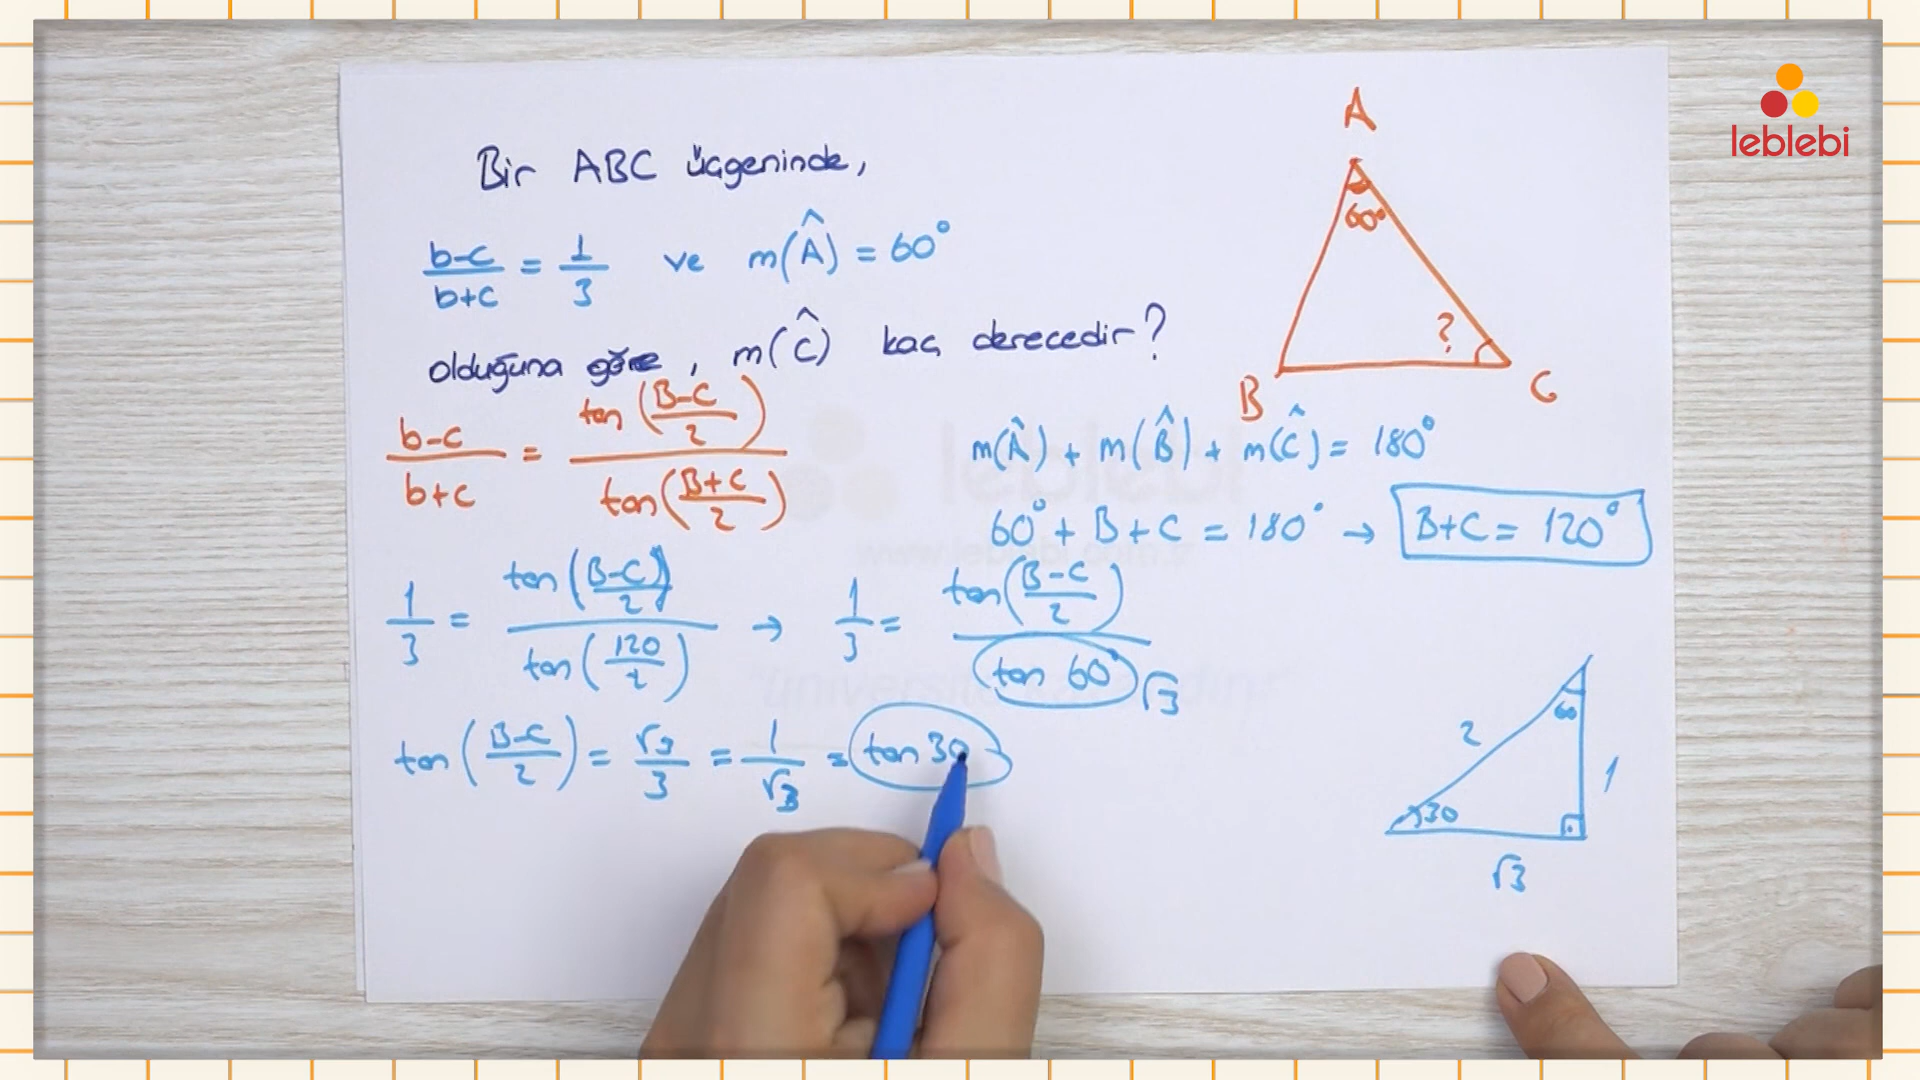 leblebi
Bir ABC üçgeninde,
b-c/b+c = 1/3 ve m(Â) = 60°
olduğuna göre, m(Ĉ) kaç derecedir?
A
60°
?
B
C
b-c/b+c = tan(B-C/2)/tan(B+C/2)
m(Â) + m(B̂) + m(Ĉ) = 180°
60° + B + C = 180° → B+C = 120°
1/3 = tan(B-C/2)/tan(120/2) → 1/3 = tan(B-C/2)/tan 60° √3
tan(B-C/2) = √3/3 = 1/√3 = tan 30
60
2
1
30
√3